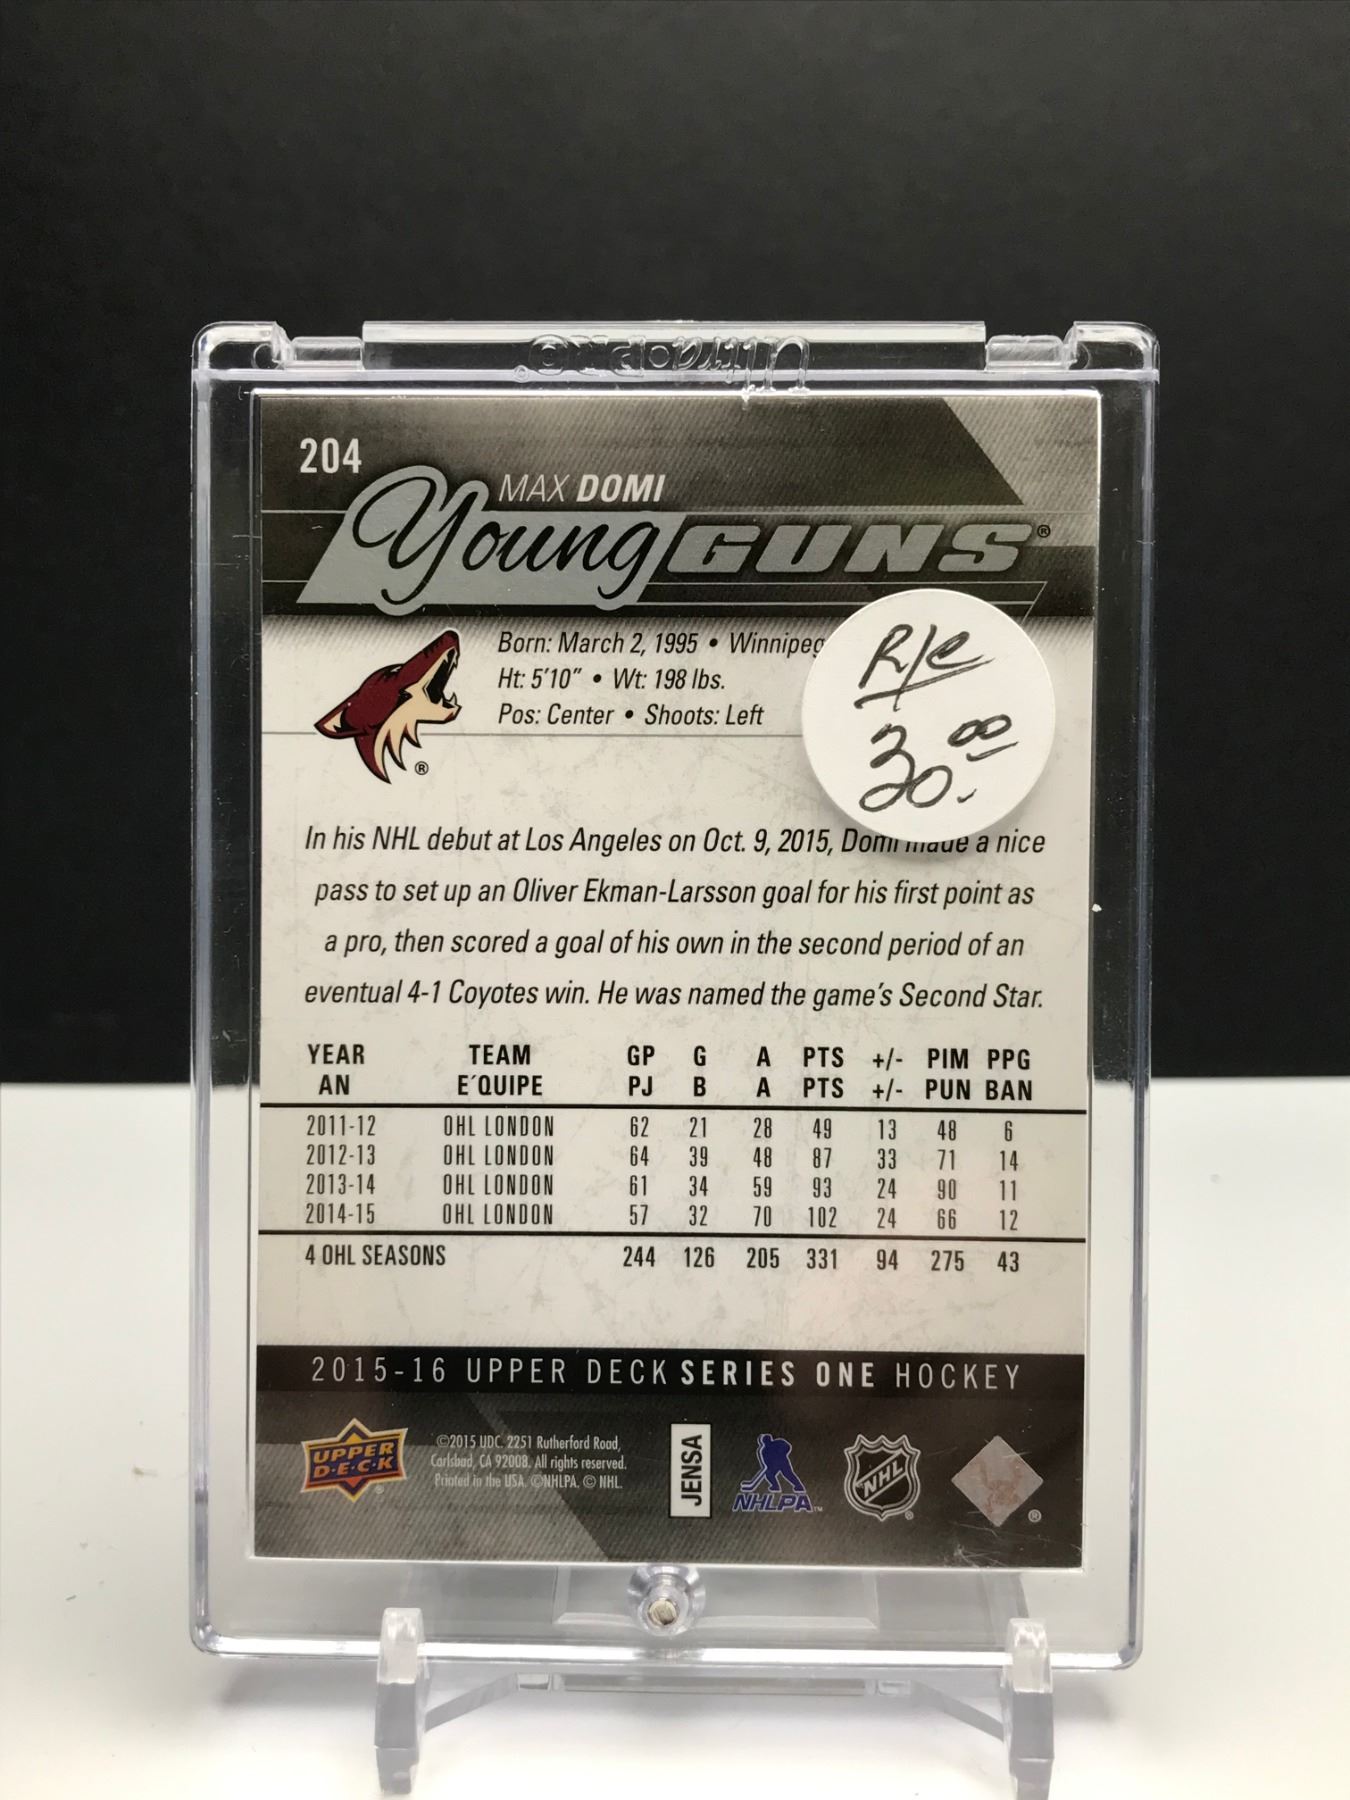 ultra·PRO®
204
MAX DOMI
Young GUNS®
Born: March 2, 1995 • Winnipeg
Ht: 5'10" • Wt: 198 lbs.
Pos: Center • Shoots: Left
R/C
30.00
®
In his NHL debut at Los Angeles on Oct. 9, 2015, Domi made a nice
pass to set up an Oliver Ekman-Larsson goal for his first point as
a pro, then scored a goal of his own in the second period of an
eventual 4-1 Coyotes win. He was named the game's Second Star.
YEAR TEAM GP G A PTS +/- PIM PPG
AN E´QUIPE PJ B A PTS +/- PUN BAN
2011-12 OHL LONDON 62 21 28 49 13 48 6
2012-13 OHL LONDON 64 39 48 87 33 71 14
2013-14 OHL LONDON 61 34 59 93 24 90 11
2014-15 OHL LONDON 57 32 70 102 24 66 12
4 OHL SEASONS 244 126 205 331 94 275 43
2015-16 UPPER DECK SERIES ONE HOCKEY
UPPER
D·E·C·K
®
©2015 UDC. 2251 Rutherford Road,
Carlsbad, CA 92008. All rights reserved.
Printed in the USA. ©NHLPA. © NHL.
JENSA
NHLPA™
NHL®
®